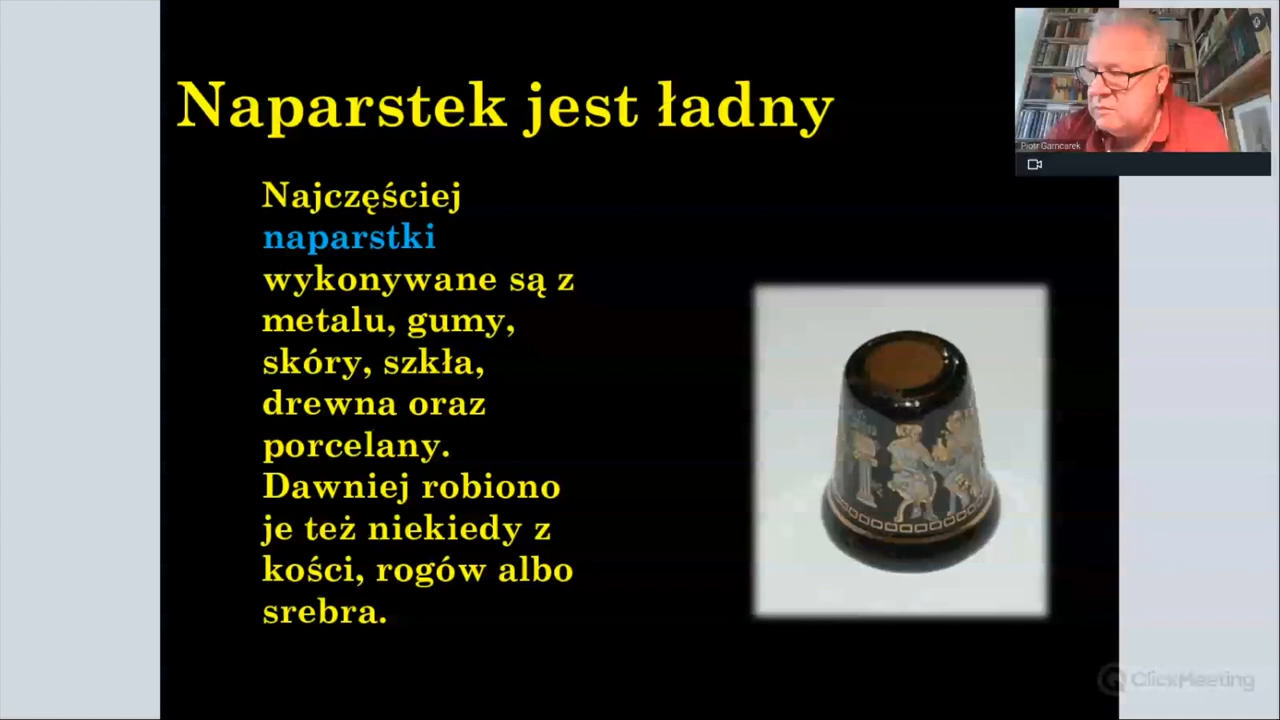 Naparstek jest ładny
Najczęściej
naparstki
wykonywane są z
metalu, gumy,
skóry, szkła,
drewna oraz
porcelany.
Dawniej robiono
je też niekiedy z
kości, rogów albo
srebra.
Piotr Garncarek
ClickMeeting